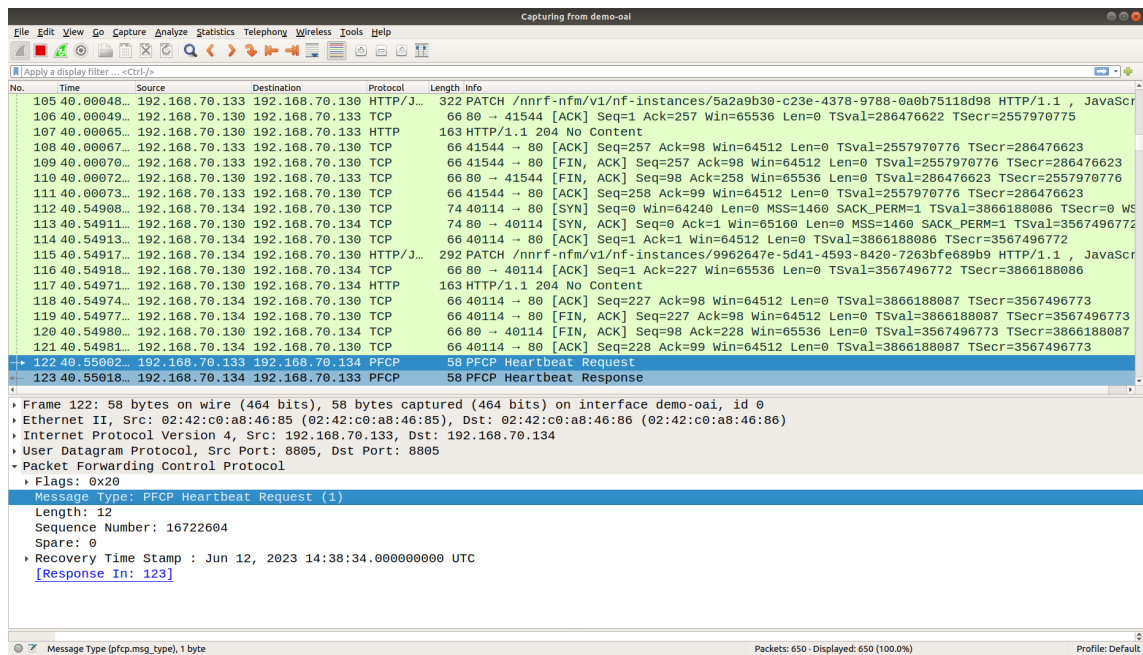 Capturing from demo-oai
File Edit View Go Capture Analyze Statistics Telephony Wireless Tools Help
Apply a display filter ... <Ctrl-/>
No. Time Source Destination Protocol Length Info
105 40.00048… 192.168.70.133 192.168.70.130 HTTP/J… 322 PATCH /nnrf-nfm/v1/nf-instances/5a2a9b30-c23e-4378-9788-0a0b75118d98 HTTP/1.1 , JavaScr
106 40.00049… 192.168.70.130 192.168.70.133 TCP 66 80 → 41544 [ACK] Seq=1 Ack=257 Win=65536 Len=0 TSval=286476622 TSecr=2557970775
107 40.00065… 192.168.70.130 192.168.70.133 HTTP 163 HTTP/1.1 204 No Content
108 40.00067… 192.168.70.133 192.168.70.130 TCP 66 41544 → 80 [ACK] Seq=257 Ack=98 Win=64512 Len=0 TSval=2557970776 TSecr=286476623
109 40.00070… 192.168.70.133 192.168.70.130 TCP 66 41544 → 80 [FIN, ACK] Seq=257 Ack=98 Win=64512 Len=0 TSval=2557970776 TSecr=286476623
110 40.00072… 192.168.70.130 192.168.70.133 TCP 66 80 → 41544 [FIN, ACK] Seq=98 Ack=258 Win=65536 Len=0 TSval=286476623 TSecr=2557970776
111 40.00073… 192.168.70.133 192.168.70.130 TCP 66 41544 → 80 [ACK] Seq=258 Ack=99 Win=64512 Len=0 TSval=2557970776 TSecr=286476623
112 40.54908… 192.168.70.134 192.168.70.130 TCP 74 40114 → 80 [SYN] Seq=0 Win=64240 Len=0 MSS=1460 SACK_PERM=1 TSval=3866188086 TSecr=0 WS
113 40.54911… 192.168.70.130 192.168.70.134 TCP 74 80 → 40114 [SYN, ACK] Seq=0 Ack=1 Win=65160 Len=0 MSS=1460 SACK_PERM=1 TSval=3567496772
114 40.54913… 192.168.70.134 192.168.70.130 TCP 66 40114 → 80 [ACK] Seq=1 Ack=1 Win=64512 Len=0 TSval=3866188086 TSecr=3567496772
115 40.54917… 192.168.70.134 192.168.70.130 HTTP/J… 292 PATCH /nnrf-nfm/v1/nf-instances/9962647e-5d41-4593-8420-7263bfe689b9 HTTP/1.1 , JavaScr
116 40.54918… 192.168.70.130 192.168.70.134 TCP 66 80 → 40114 [ACK] Seq=1 Ack=227 Win=65536 Len=0 TSval=3567496772 TSecr=3866188086
117 40.54971… 192.168.70.130 192.168.70.134 HTTP 163 HTTP/1.1 204 No Content
118 40.54974… 192.168.70.134 192.168.70.130 TCP 66 40114 → 80 [ACK] Seq=227 Ack=98 Win=64512 Len=0 TSval=3866188087 TSecr=3567496773
119 40.54977… 192.168.70.134 192.168.70.130 TCP 66 40114 → 80 [FIN, ACK] Seq=227 Ack=98 Win=64512 Len=0 TSval=3866188087 TSecr=3567496773
120 40.54980… 192.168.70.130 192.168.70.134 TCP 66 80 → 40114 [FIN, ACK] Seq=98 Ack=228 Win=65536 Len=0 TSval=3567496773 TSecr=3866188087
121 40.54981… 192.168.70.134 192.168.70.130 TCP 66 40114 → 80 [ACK] Seq=228 Ack=99 Win=64512 Len=0 TSval=3866188087 TSecr=3567496773
122 40.55002… 192.168.70.133 192.168.70.134 PFCP 58 PFCP Heartbeat Request
123 40.55018… 192.168.70.134 192.168.70.133 PFCP 58 PFCP Heartbeat Response
Frame 122: 58 bytes on wire (464 bits), 58 bytes captured (464 bits) on interface demo-oai, id 0
Ethernet II, Src: 02:42:c0:a8:46:85 (02:42:c0:a8:46:85), Dst: 02:42:c0:a8:46:86 (02:42:c0:a8:46:86)
Internet Protocol Version 4, Src: 192.168.70.133, Dst: 192.168.70.134
User Datagram Protocol, Src Port: 8805, Dst Port: 8805
Packet Forwarding Control Protocol
Flags: 0x20
Message Type: PFCP Heartbeat Request (1)
Length: 12
Sequence Number: 16722604
Spare: 0
Recovery Time Stamp : Jun 12, 2023 14:38:34.000000000 UTC
[Response In: 123]
Message Type (pfcp.msg_type), 1 byte Packets: 650 · Displayed: 650 (100.0%) Profile: Default